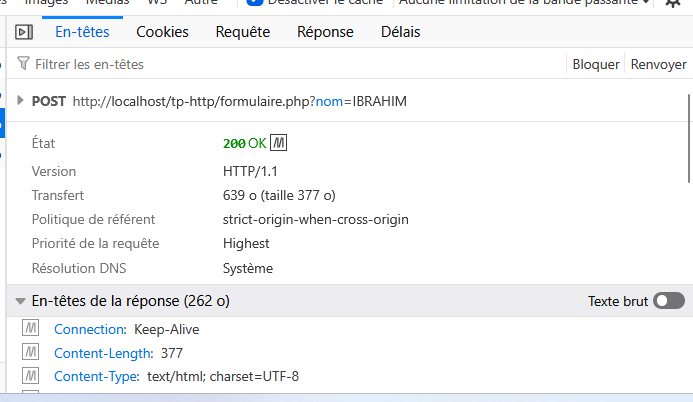 Images Médias WS Autre Désactiver le cache Aucune limitation de la bande passante
En-têtes Cookies Requête Réponse Délais
Filtrer les en-têtes Bloquer Renvoyer
POST http://localhost/tp-http/formulaire.php?nom=IBRAHIM
État 200 OK
Version HTTP/1.1
Transfert 639 o (taille 377 o)
Politique de référent strict-origin-when-cross-origin
Priorité de la requête Highest
Résolution DNS Système
En-têtes de la réponse (262 o) Texte brut
Connection: Keep-Alive
Content-Length: 377
Content-Type: text/html; charset=UTF-8